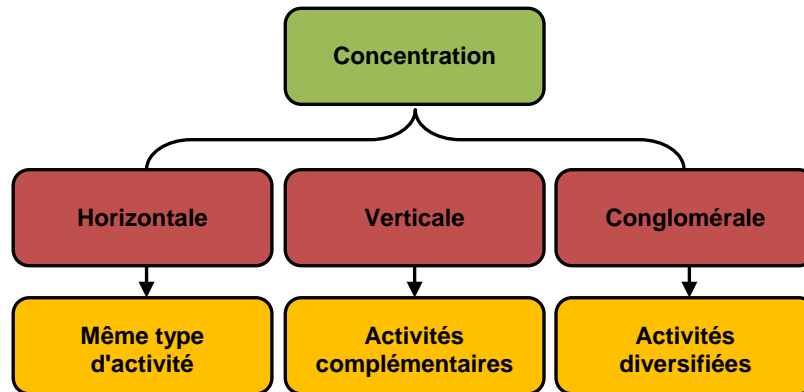 Concentration
Horizontale
Verticale
Conglomérale
Même type
d'activité
Activités
complémentaires
Activités
diversifiées